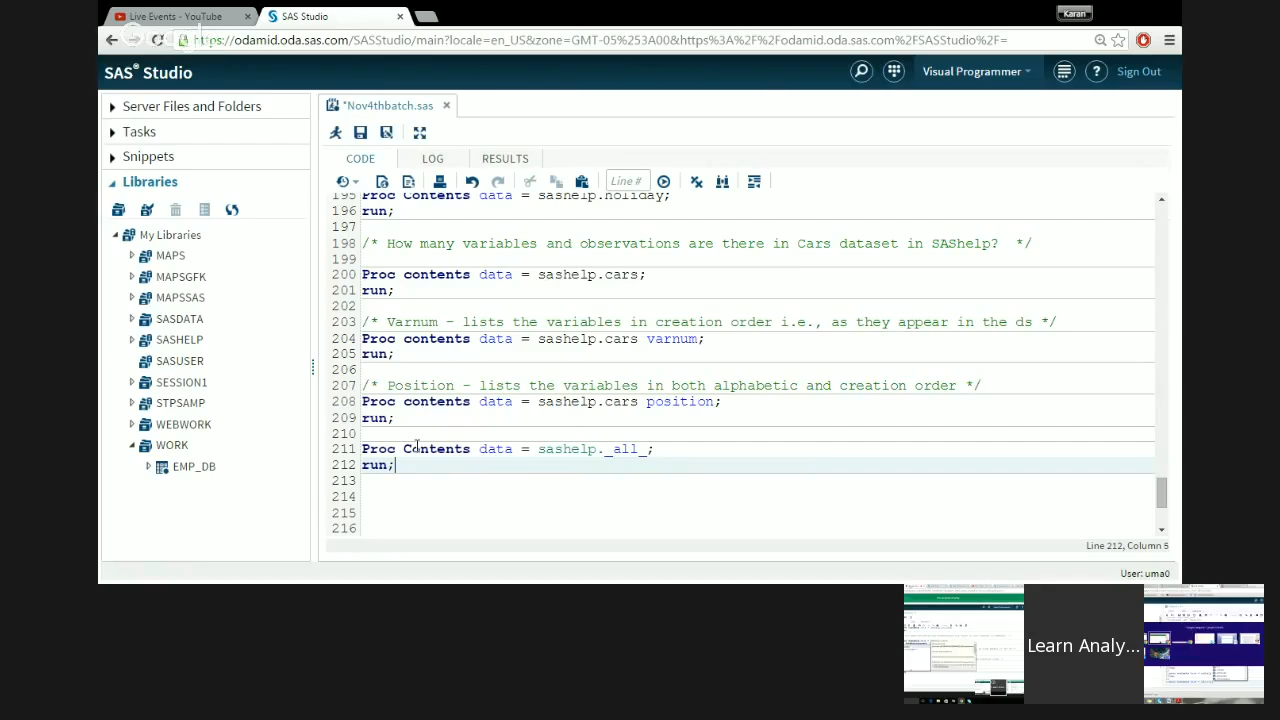 Live Events - YouTube
SAS Studio
Karan
https://odamid.oda.sas.com/SASStudio/main?locale=en_US&zone=GMT-05%253A00&https%3A%2F%2Fodamid.oda.sas.com%2FSASStudio%2F=
SAS® Studio
Visual Programmer
Sign Out
Server Files and Folders
Tasks
Snippets
Libraries
My Libraries
MAPS
MAPSGFK
MAPSSAS
SASDATA
SASHELP
SASUSER
SESSION1
STPSAMP
WEBWORK
WORK
EMP_DB
*Nov4thbatch.sas
CODE
LOG
RESULTS
Line #
195 Proc Contents data = sashelp.holiday;
196 run;
197
198 /* How many variables and observations are there in Cars dataset in SAShelp?  */
199
200 Proc contents data = sashelp.cars;
201 run;
202
203 /* Varnum - lists the variables in creation order i.e., as they appear in the ds */
204 Proc contents data = sashelp.cars varnum;
205 run;
206
207 /* Position - lists the variables in both alphabetic and creation order */
208 Proc contents data = sashelp.cars position;
209 run;
210
211 Proc Contents data = sashelp._all_;
212 run;
213
214
215
216
Line 212, Column 5
User: uma0
Learn Analy...